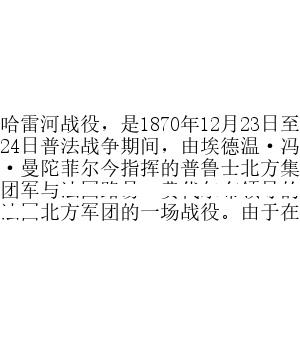 哈雷河战役，是1870年12月23日至
24日普法战争期间，由埃德温·冯
·曼陀菲尔今指挥的普鲁士北方集
团军与
北方军团的一场战役。由于在